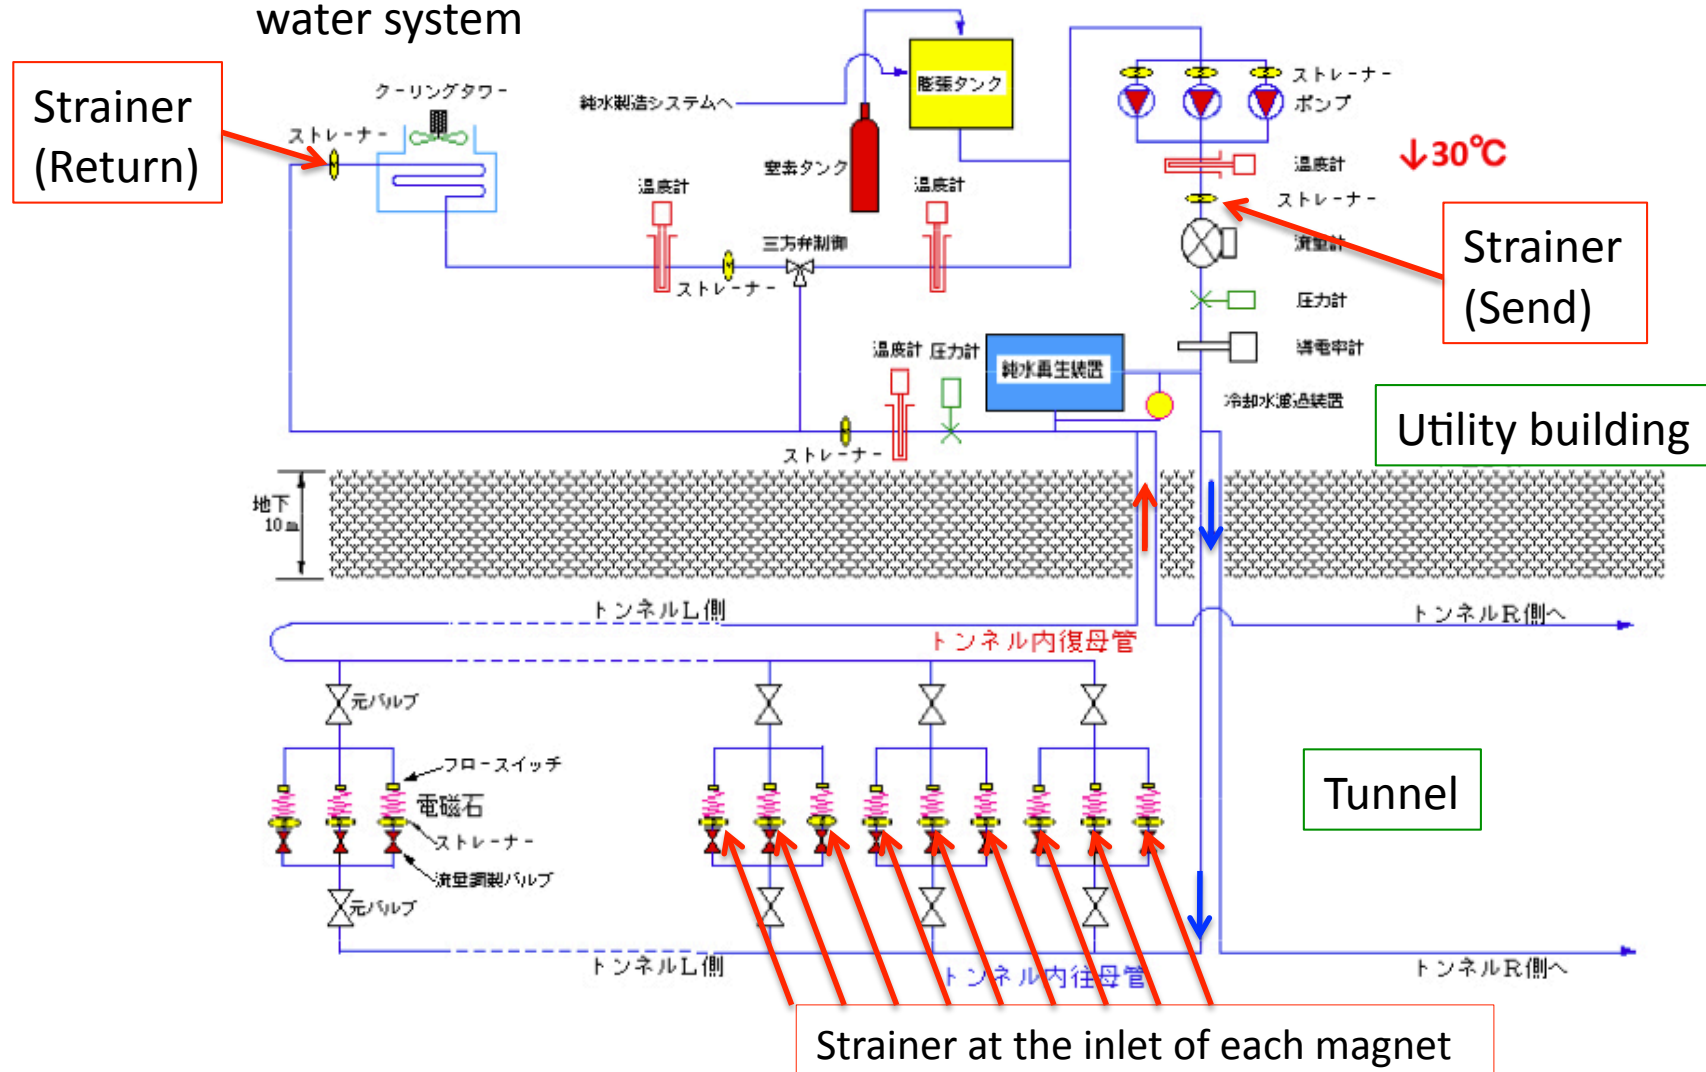 water system
Strainer
(Return)
クーリングタワー
ストレーナー
純水製造システムへ
膨張タンク
窒素タンク
ストレーナー
ポンプ
温度計
↓30℃
ストレーナー
流量計
Strainer
(Send)
圧力計
導電率計
温度計
ストレーナー
三方弁制御
温度計
温度計
圧力計
純水再生装置
冷却水濾過装置
ストレーナー
Utility building
地下
10m
トンネルL側
トンネル内復母管
トンネルR側へ
元バルブ
フロースイッチ
電磁石
ストレーナー
流量調製バルブ
元バルブ
Tunnel
トンネルL側
トンネル内往母管
トンネルR側へ
Strainer at the inlet of each magnet